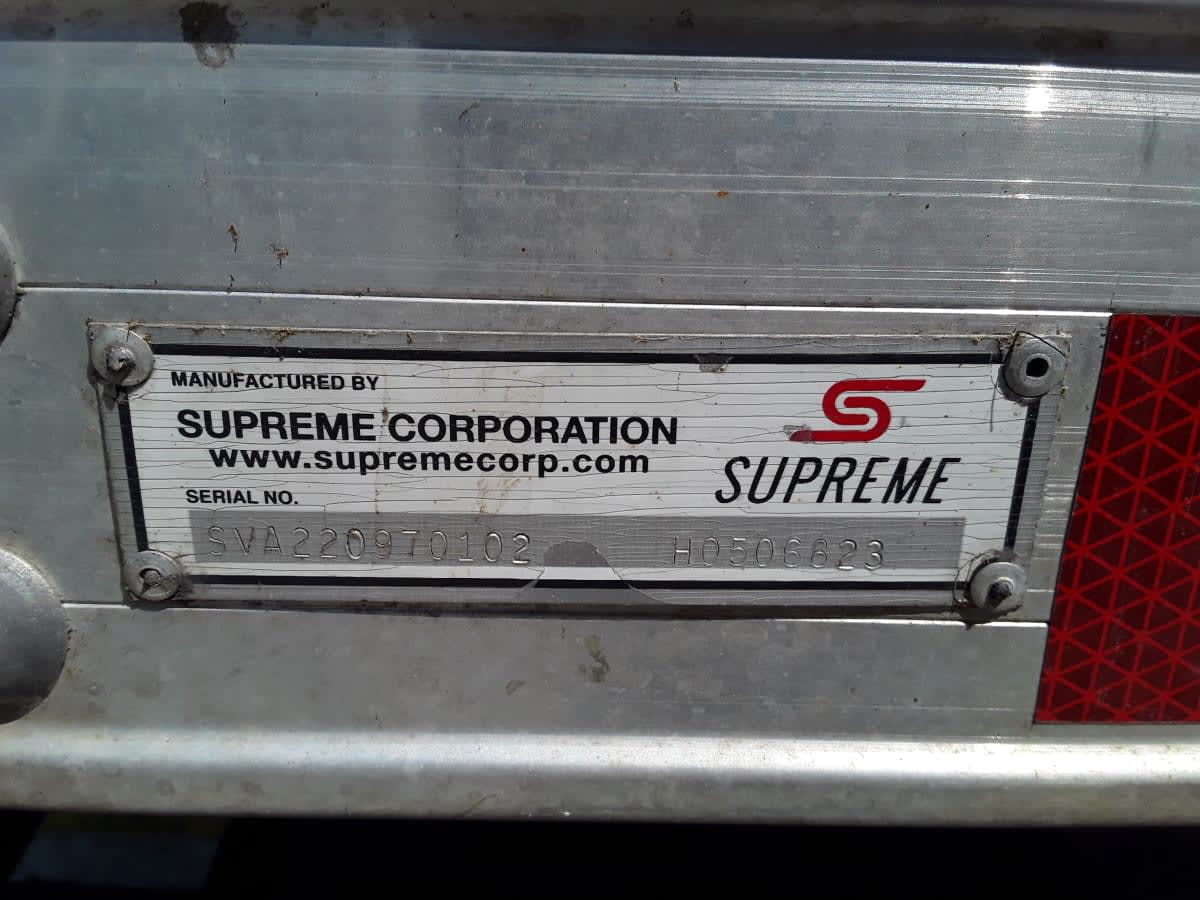 MANUFACTURED BY
SUPREME CORPORATION
www.supremecorp.com
SUPREME
SERIAL NO.
SVA220970102 H0506823